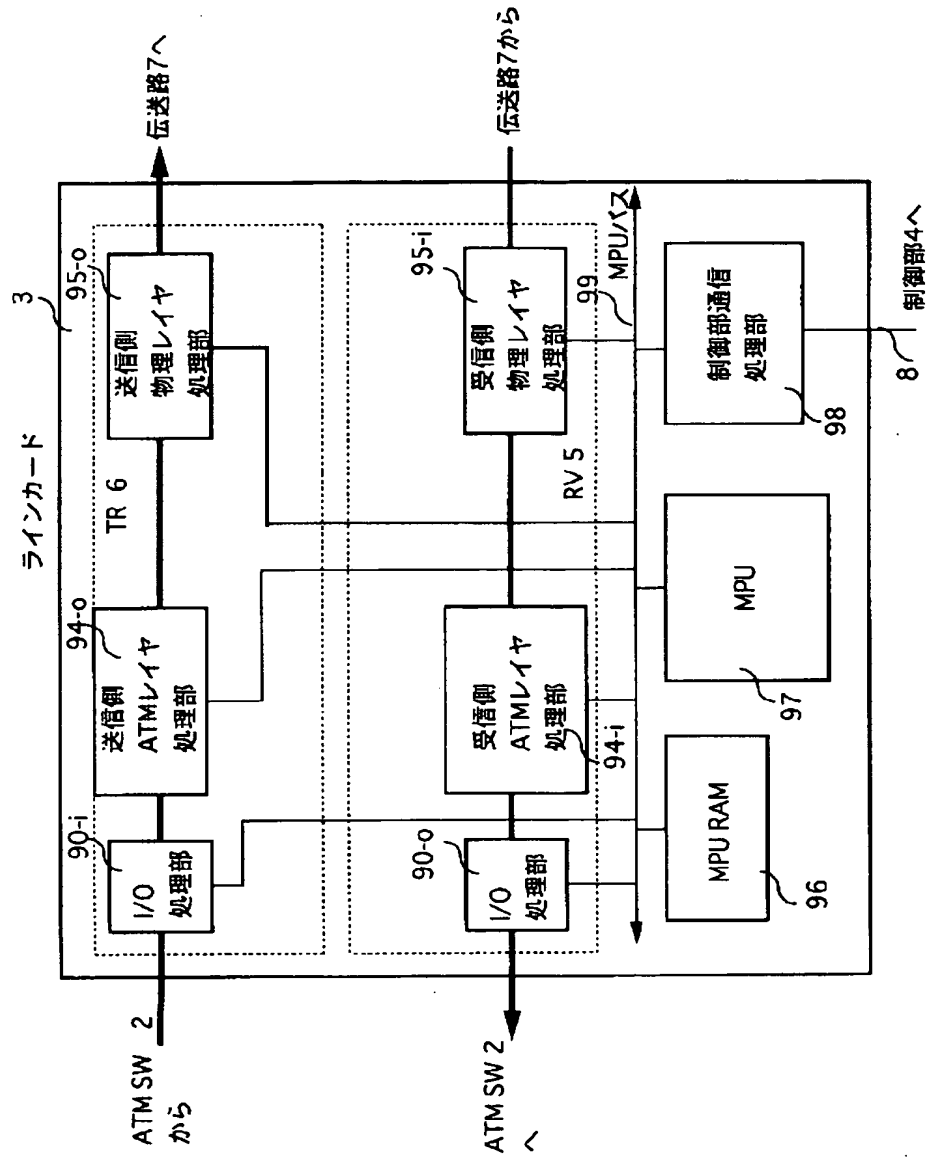 ラインカード
3
ATM SW 2
から
90-i
I/O
処理部
94-o
送信側
ATMレイヤ
処理部
TR 6
95-o
送信側
物理レイヤ
処理部
伝送路7へ
ATM SW 2
へ
90-o
I/O
処理部
受信側
ATMレイヤ
処理部
94-i
RV 5
95-i
受信側
物理レイヤ
処理部
伝送路7から
99
MPUバス
MPU RAM
96
MPU
97
制御部通信
処理部
98
8
制御部4へ